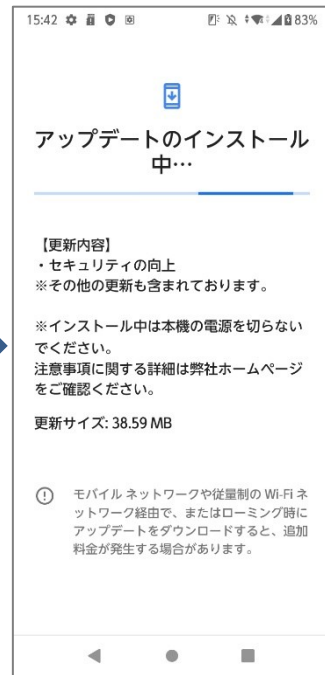 15:42 83%
アップデートのインストール
中…
【更新内容】
・セキュリティの向上
※その他の更新も含まれております。
※インストール中は本機の電源を切らない
でください。
注意事項に関する詳細は弊社ホームページ
をご確認ください。
更新サイズ: 38.59 MB
モバイル ネットワークや従量制の Wi-Fi ネ
ットワーク経由で、またはローミング時に
アップデートをダウンロードすると、追加
料金が発生する場合があります。